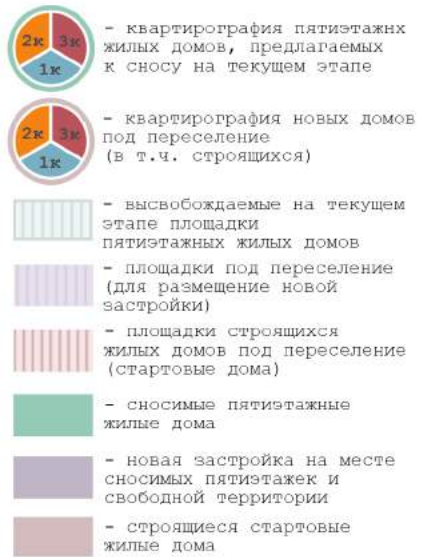 2к 3к
1к
- квартирография пятиэтажнх
жилых домов, предлагаемых
к сносу на текущем этапе
2к 3к
1к
- квартирография новых домов
под переселение
(в т.ч. строящихся)
- высвобождаемые на текущем
этапе площадки
пятиэтажных жилых домов
- площадки под переселение
(для размещение новой
застройки)
- площадки строящихся
жилых домов под переселение
(стартовые дома)
- сносимые пятиэтажные
жилые дома
- новая застройка на месте
сносимых пятиэтажек и
свободной территории
- строящиеся стартовые
жилые дома